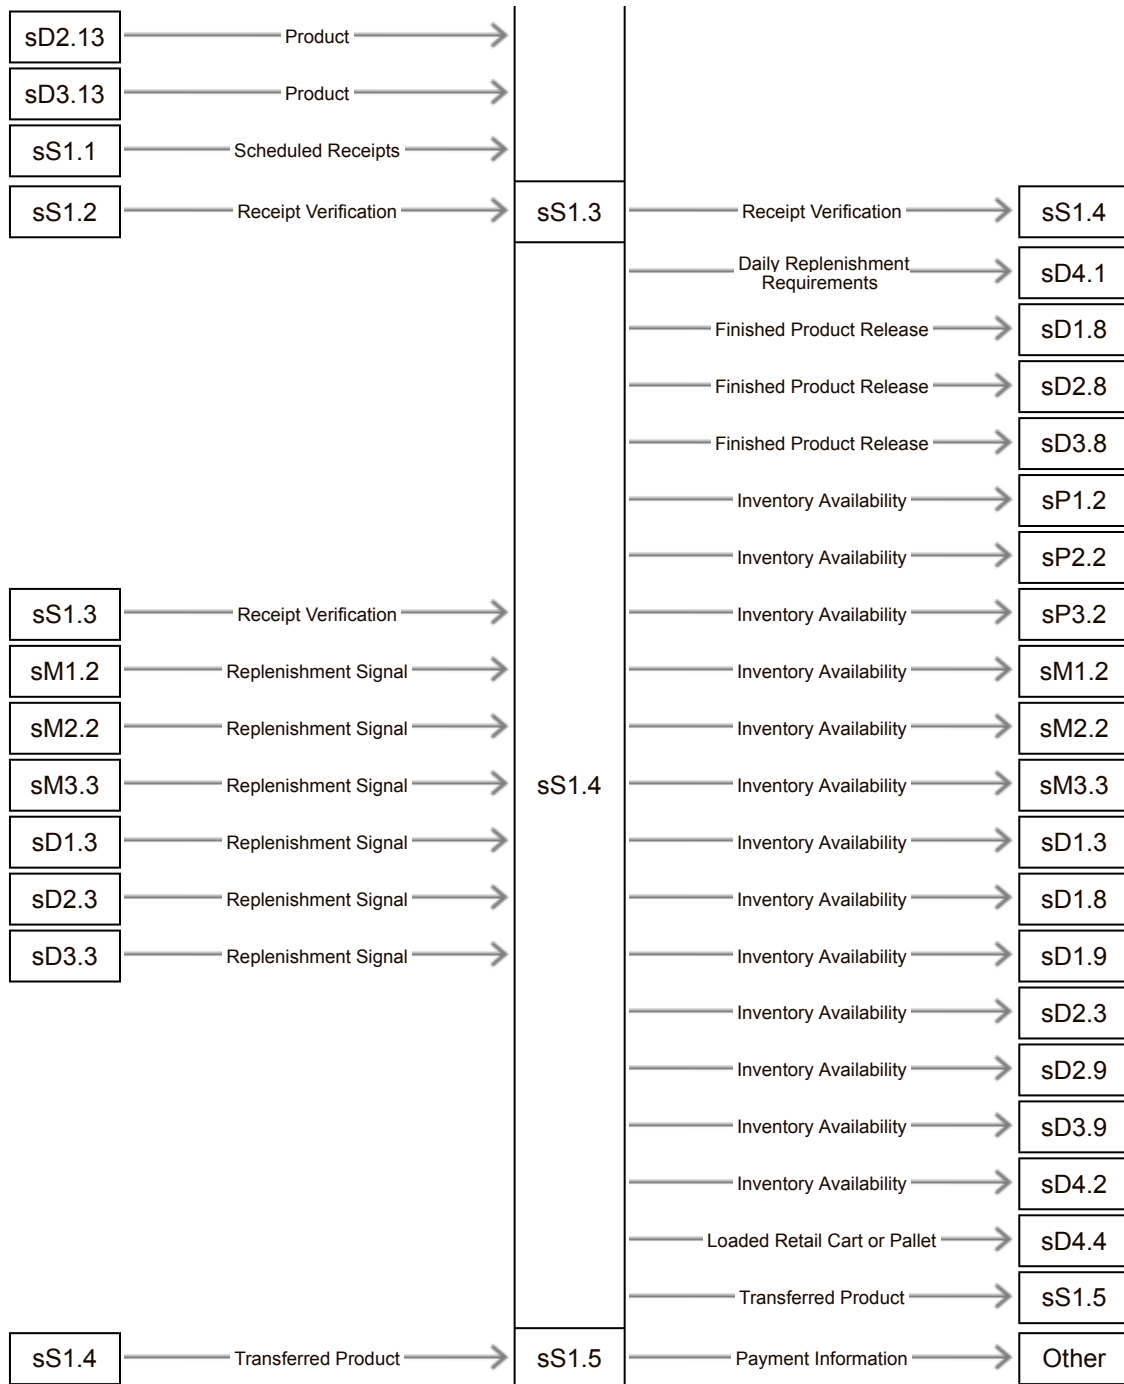 sD2.13 Product
sD3.13 Product
sS1.1 Scheduled Receipts
sS1.2 Receipt Verification sS1.3 Receipt Verification sS1.4
Daily Replenishment
Requirements sD4.1
Finished Product Release sD1.8
Finished Product Release sD2.8
Finished Product Release sD3.8
Inventory Availability sP1.2
Inventory Availability sP2.2
sS1.3 Receipt Verification Inventory Availability sP3.2
sM1.2 Replenishment Signal Inventory Availability sM1.2
sM2.2 Replenishment Signal Inventory Availability sM2.2
sM3.3 Replenishment Signal sS1.4 Inventory Availability sM3.3
sD1.3 Replenishment Signal Inventory Availability sD1.3
sD2.3 Replenishment Signal Inventory Availability sD1.8
sD3.3 Replenishment Signal Inventory Availability sD1.9
Inventory Availability sD2.3
Inventory Availability sD2.9
Inventory Availability sD3.9
Inventory Availability sD4.2
Loaded Retail Cart or Pallet sD4.4
Transferred Product sS1.5
sS1.4 Transferred Product sS1.5 Payment Information Other